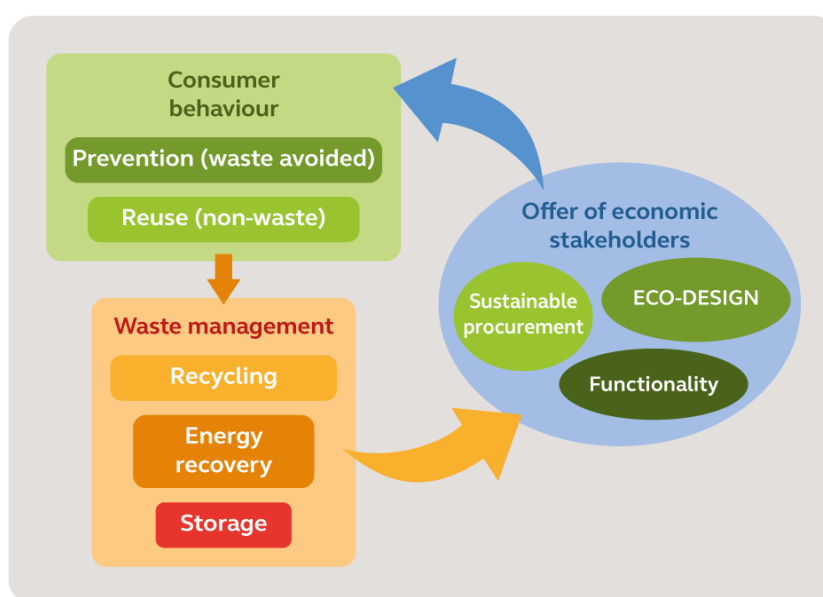 Consumer
behaviour
Prevention (waste avoided)
Reuse (non-waste)
Waste management
Recycling
Energy
recovery
Storage
Offer of economic
stakeholders
Sustainable
procurement
ECO-DESIGN
Functionality